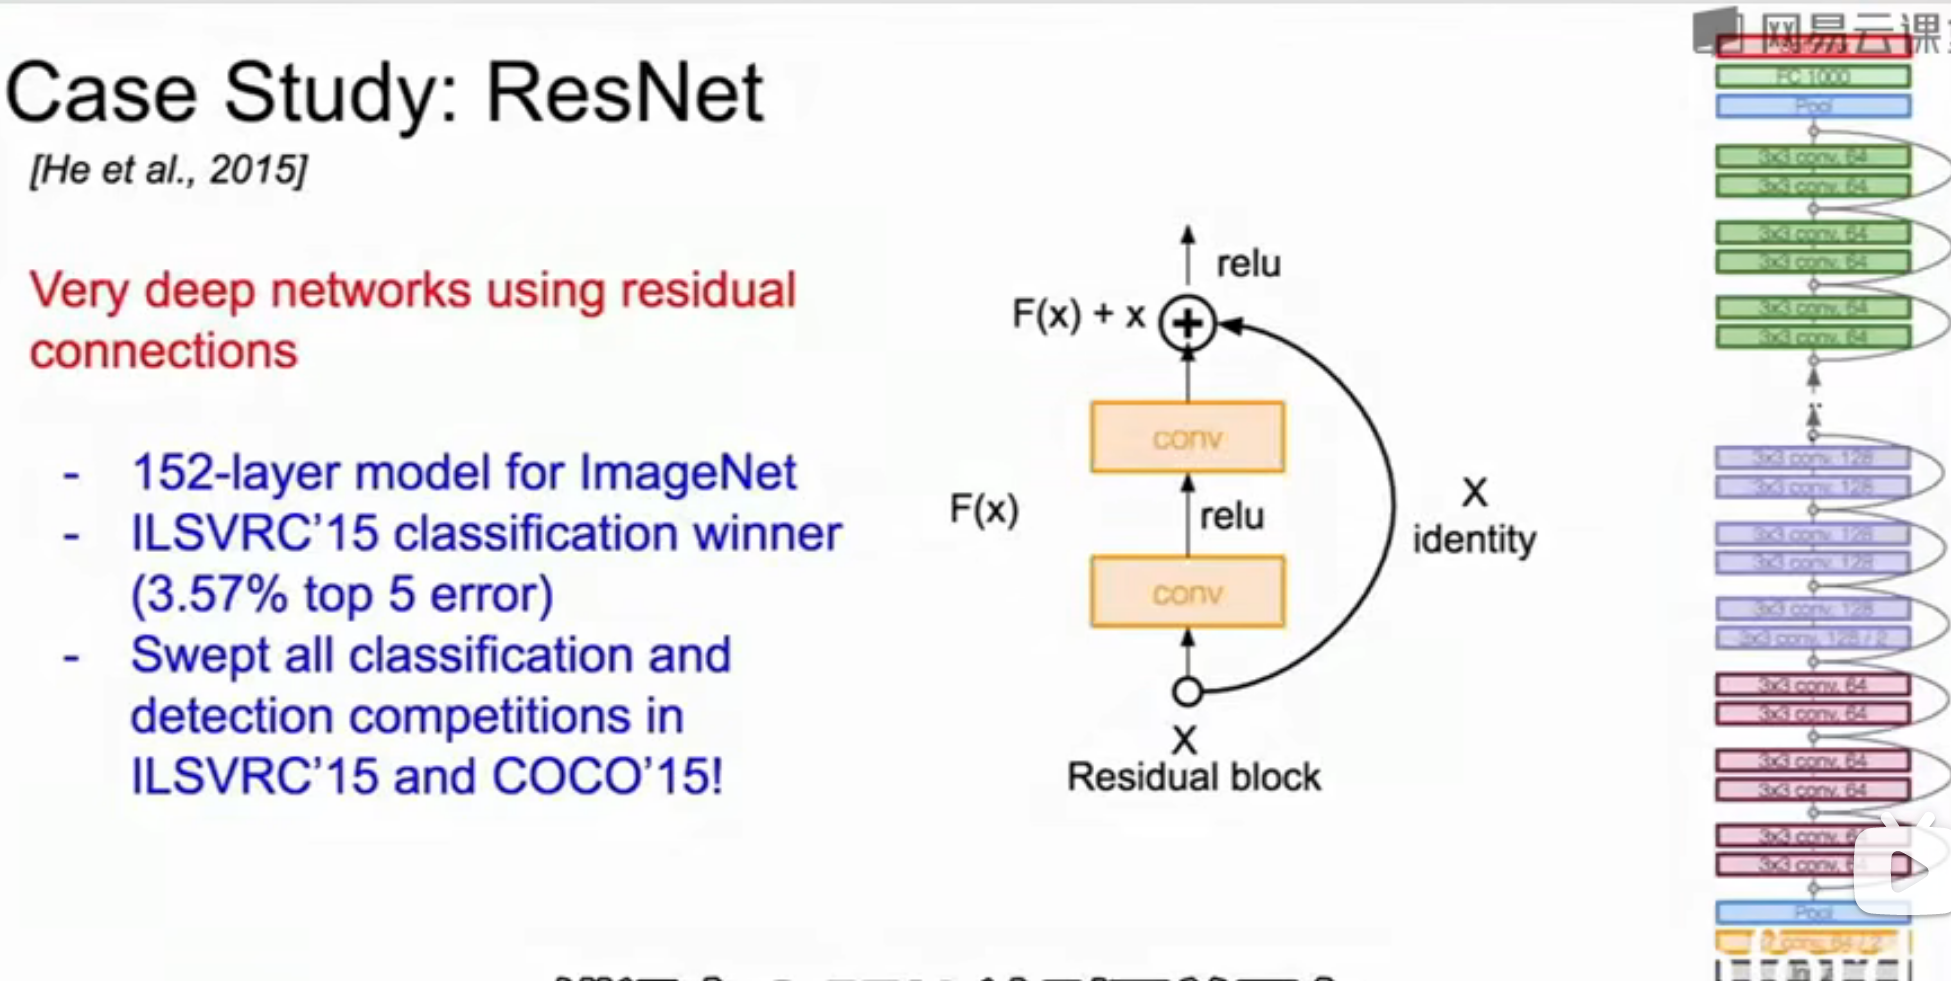 网易云课
Case Study: ResNet
[He et al., 2015]
Very deep networks using residual
connections
- 152-layer model for ImageNet
- ILSVRC'15 classification winner
(3.57% top 5 error)
- Swept all classification and
detection competitions in
ILSVRC'15 and COCO'15!
relu
F(x) + x
conv
F(x)
relu
X
identity
conv
X
Residual block
FC 1000
Pool
3x3 conv, 64
3x3 conv, 64
3x3 conv, 64
3x3 conv, 64
3x3 conv, 64
3x3 conv, 64
..
3x3 conv, 128
3x3 conv, 128
3x3 conv, 128
3x3 conv, 128
3x3 conv, 128
3x3 conv, 128 / 2
3x3 conv, 64
3x3 conv, 64
3x3 conv, 64
3x3 conv, 64
3x3 conv, 6
3x3 conv, 6
Pool
conv, 64 / 2